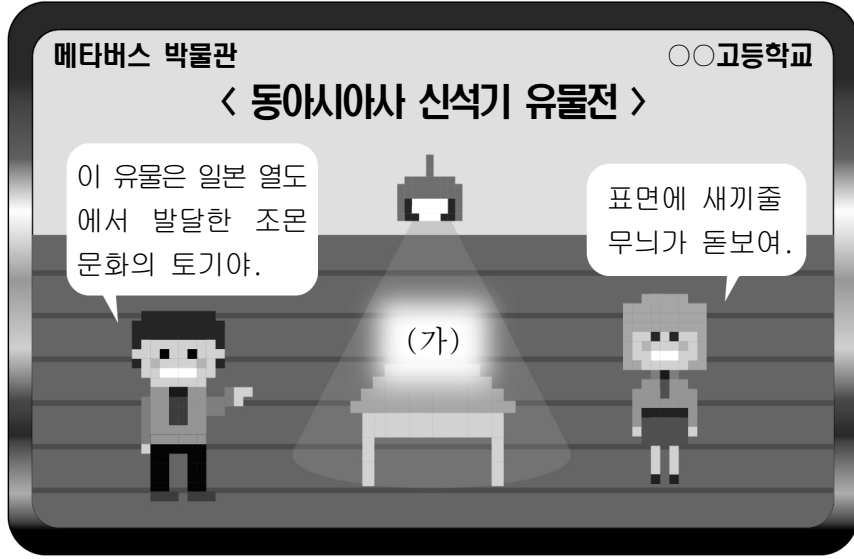 메타버스 박물관
○○고등학교
< 동아시아사 신석기 유물전 >
이 유물은 일본 열도
에서 발달한 조몬
문화의 토기야.
표면에 새끼줄
무늬가 돋보여.
(가)